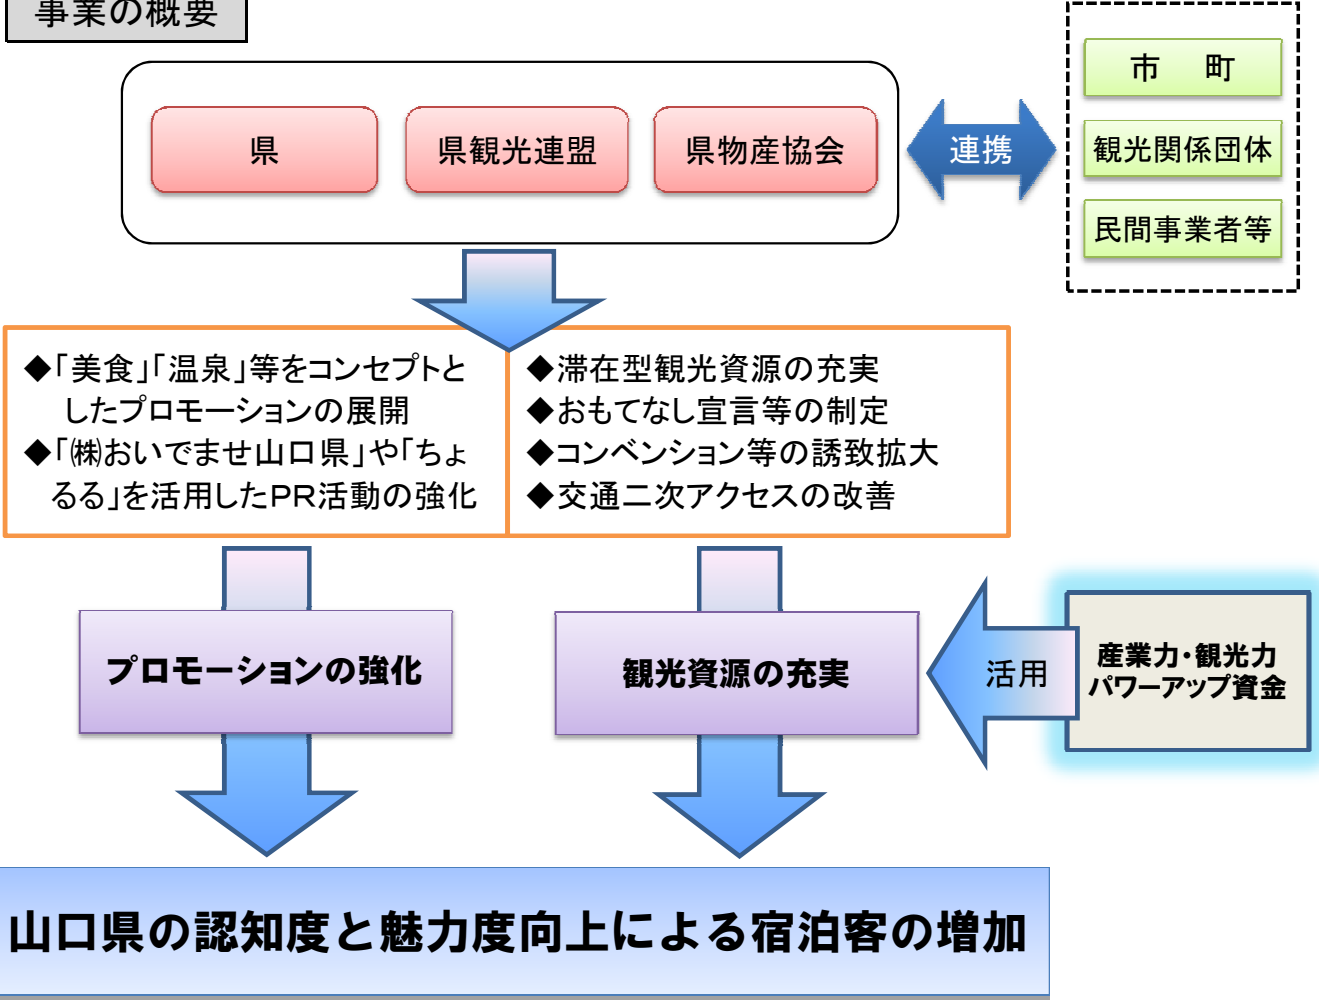 事業の概要
市　町
県
県観光連盟
県物産協会
連携
観光関係団体
民間事業者等
◆「美食」「温泉」等をコンセプトと
したプロモーションの展開
◆「㈱おいでませ山口県」や「ちょ
るる」を活用したPR活動の強化
◆滞在型観光資源の充実
◆おもてなし宣言等の制定
◆コンベンション等の誘致拡大
◆交通二次アクセスの改善
プロモーションの強化
観光資源の充実
活用
産業力・観光力
パワーアップ資金
山口県の認知度と魅力度向上による宿泊客の増加